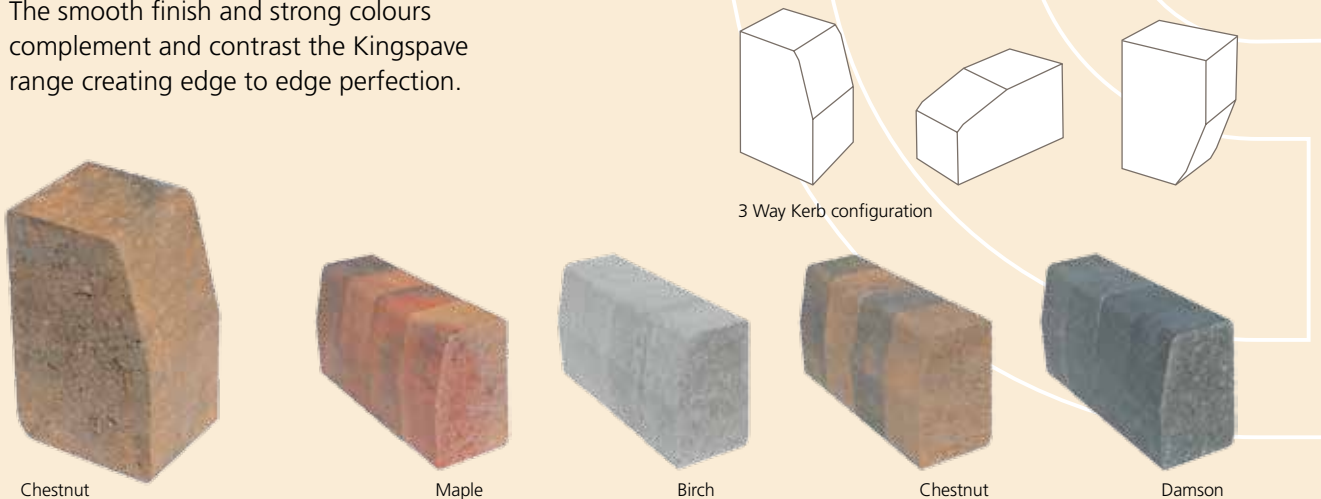 The smooth finish and strong colours
complement and contrast the Kingspave
range creating edge to edge perfection.
3 Way Kerb configuration
Chestnut
Maple
Birch
Chestnut
Damson